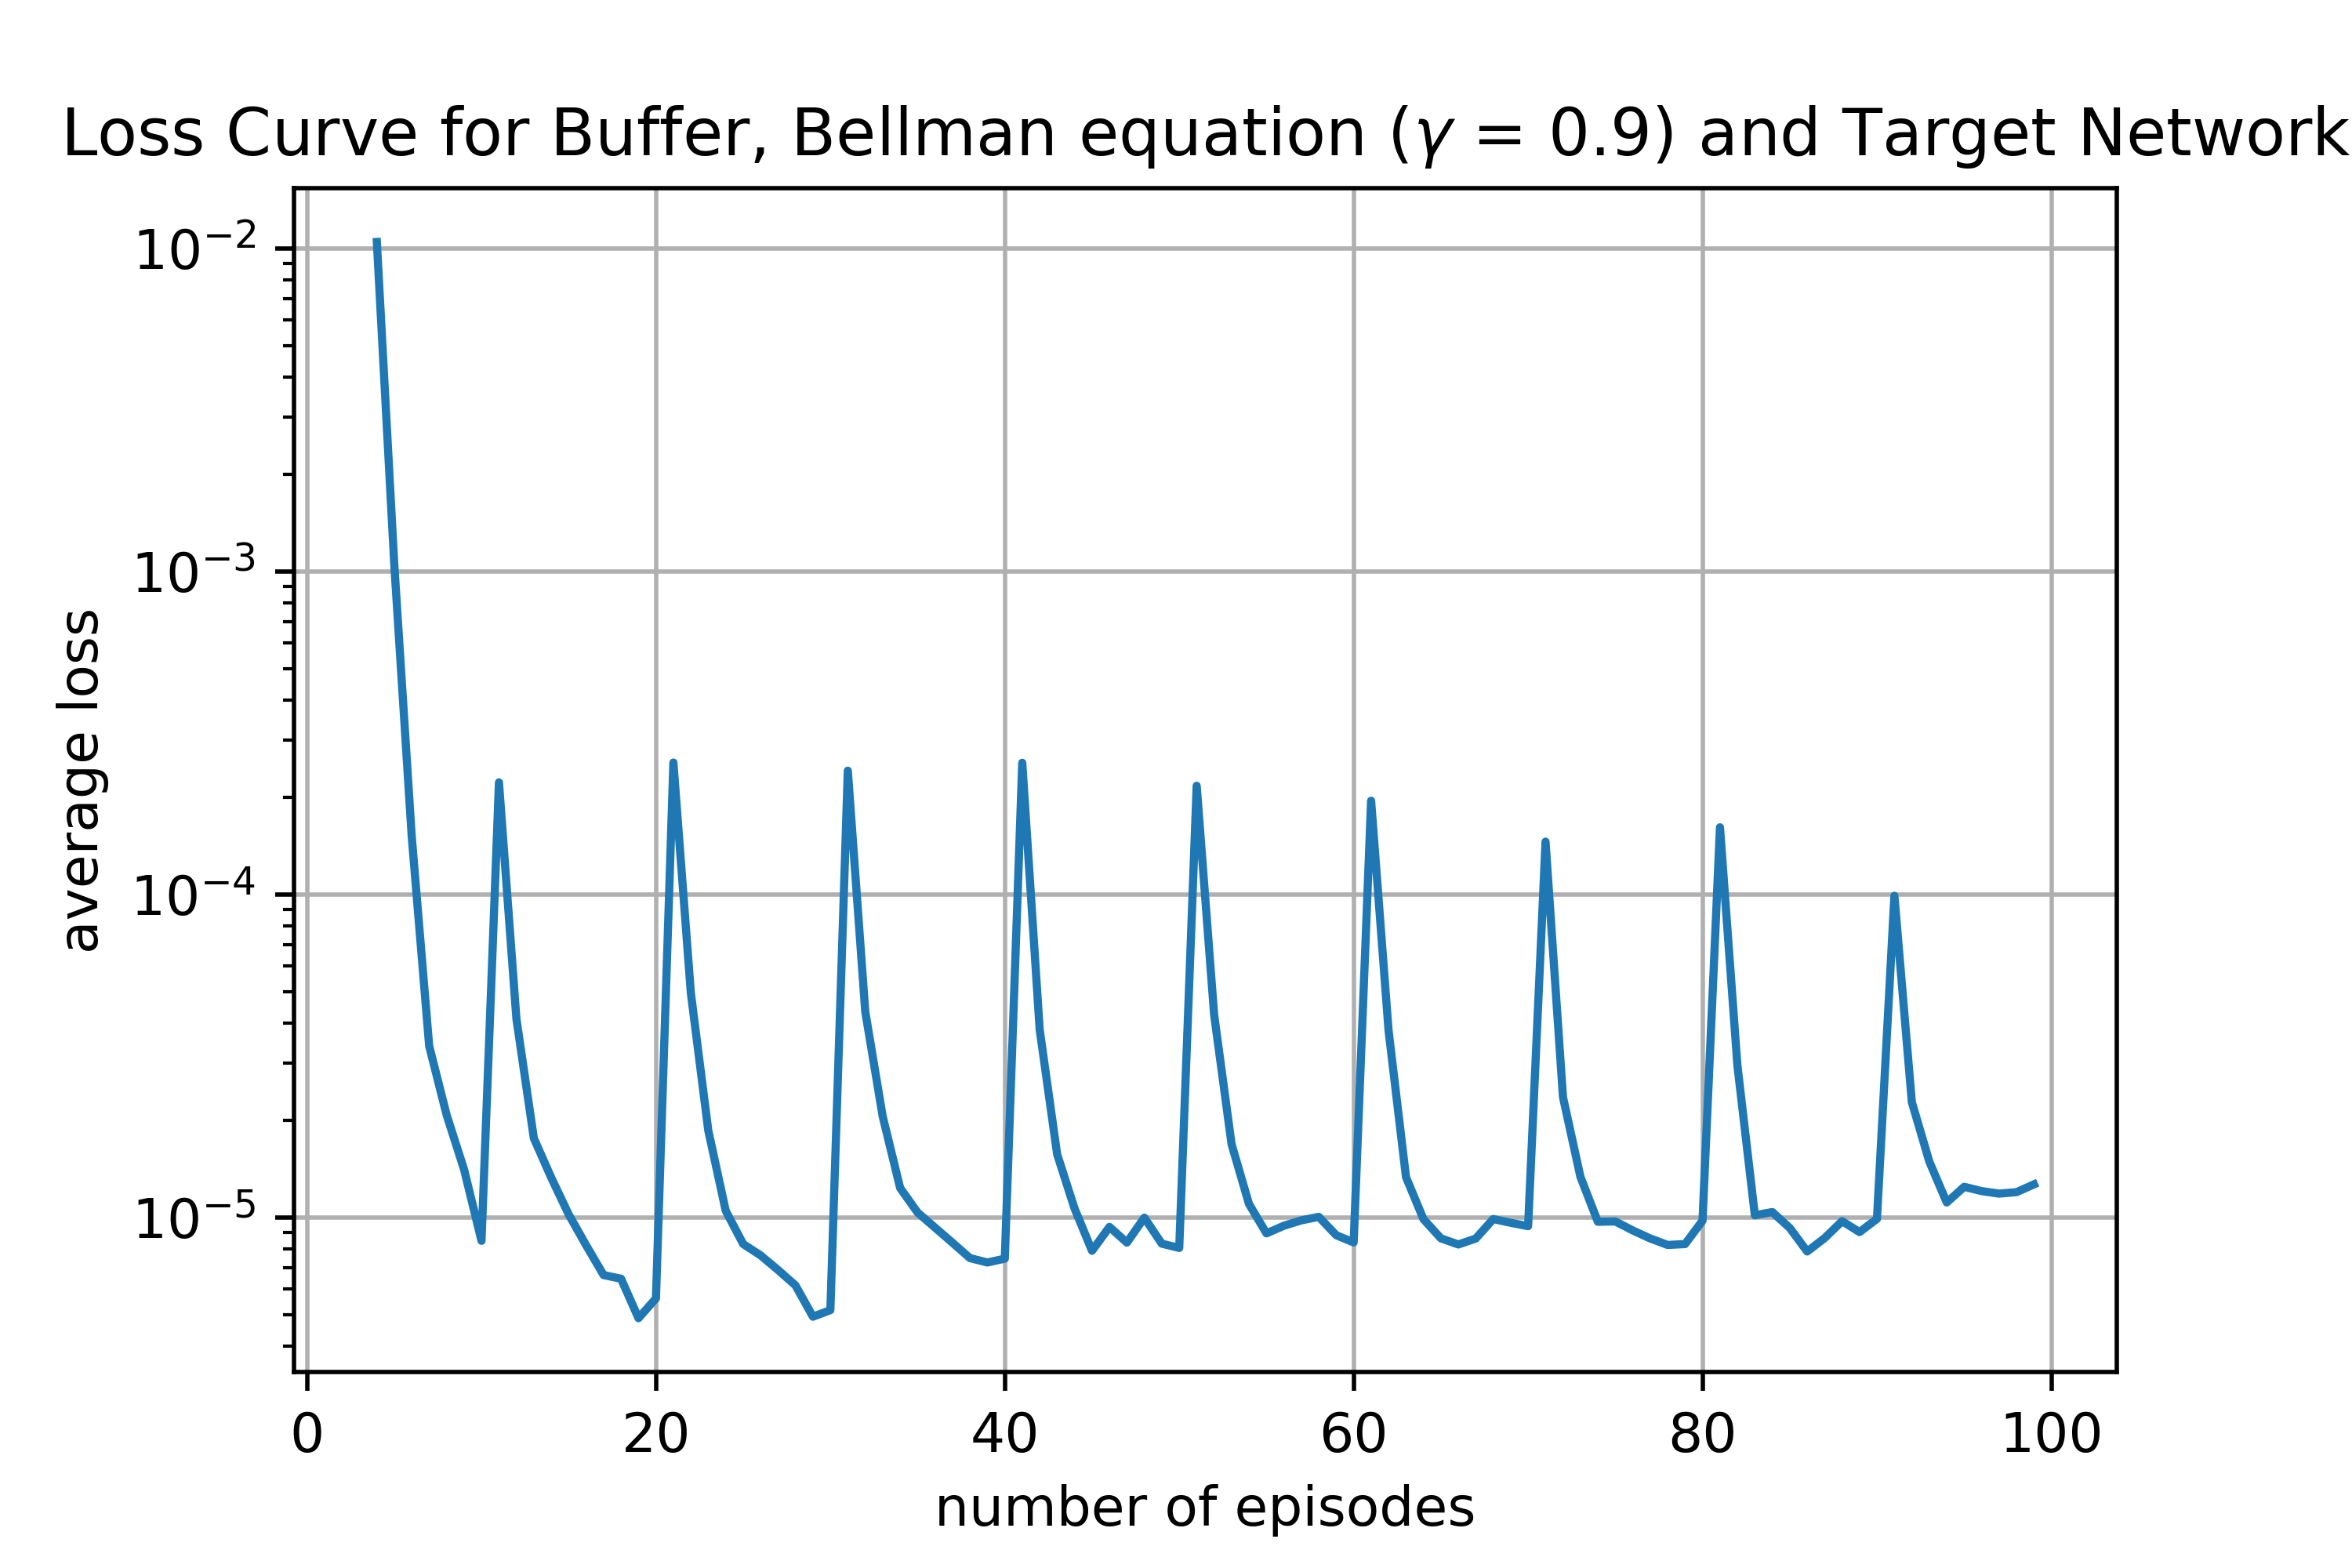 Loss Curve for Buffer, Bellman equation (γ = 0.9) and Target Network
10⁻²
10⁻³
10⁻⁴
10⁻⁵
average loss
0 20 40 60 80 100
number of episodes